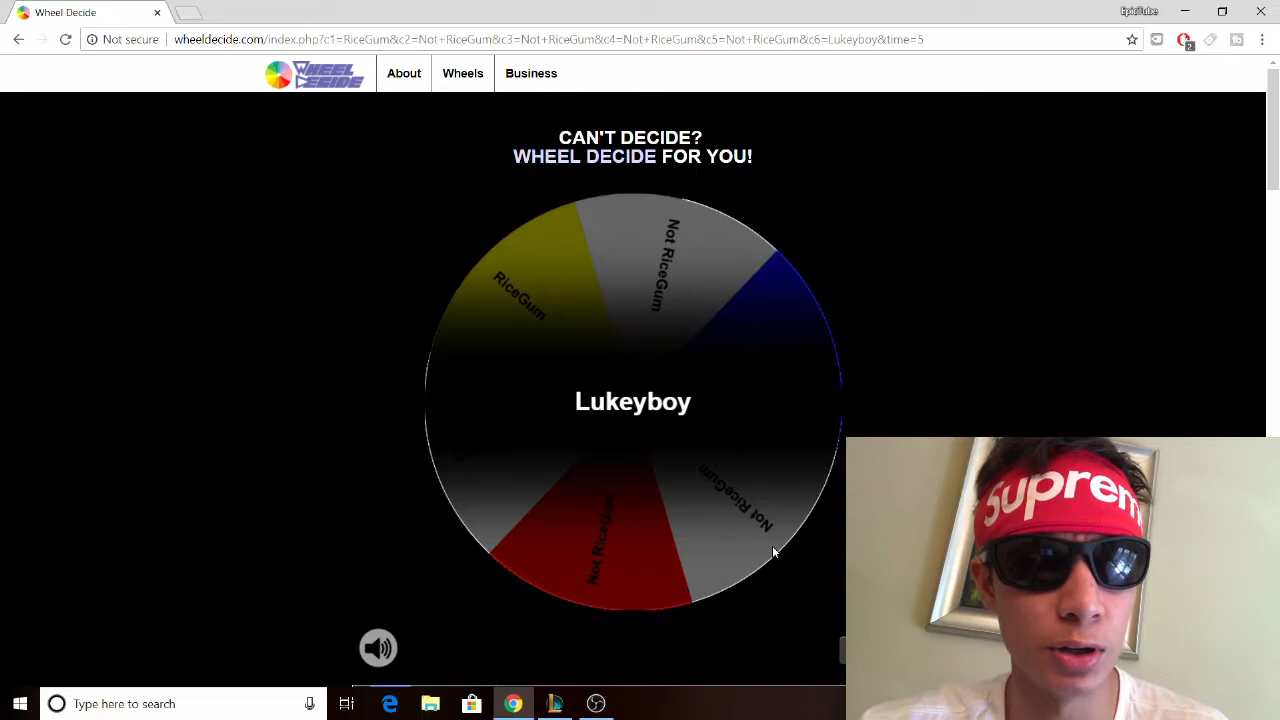 Wheel Decide
EpicTube
Not secure
wheeldecide.com/index.php?c1=RiceGum&c2=Not+RiceGum&c3=Not+RiceGum&c4=Not+RiceGum&c5=Not+RiceGum&c6=Lukeyboy&time=5
2
WHEEL DECIDE
About
Wheels
Business
CAN'T DECIDE?
WHEEL DECIDE FOR YOU!
Not RiceGum
RiceGum
Lukeyboy
Not RiceGum
Not RiceGum
Suprem
Type here to search